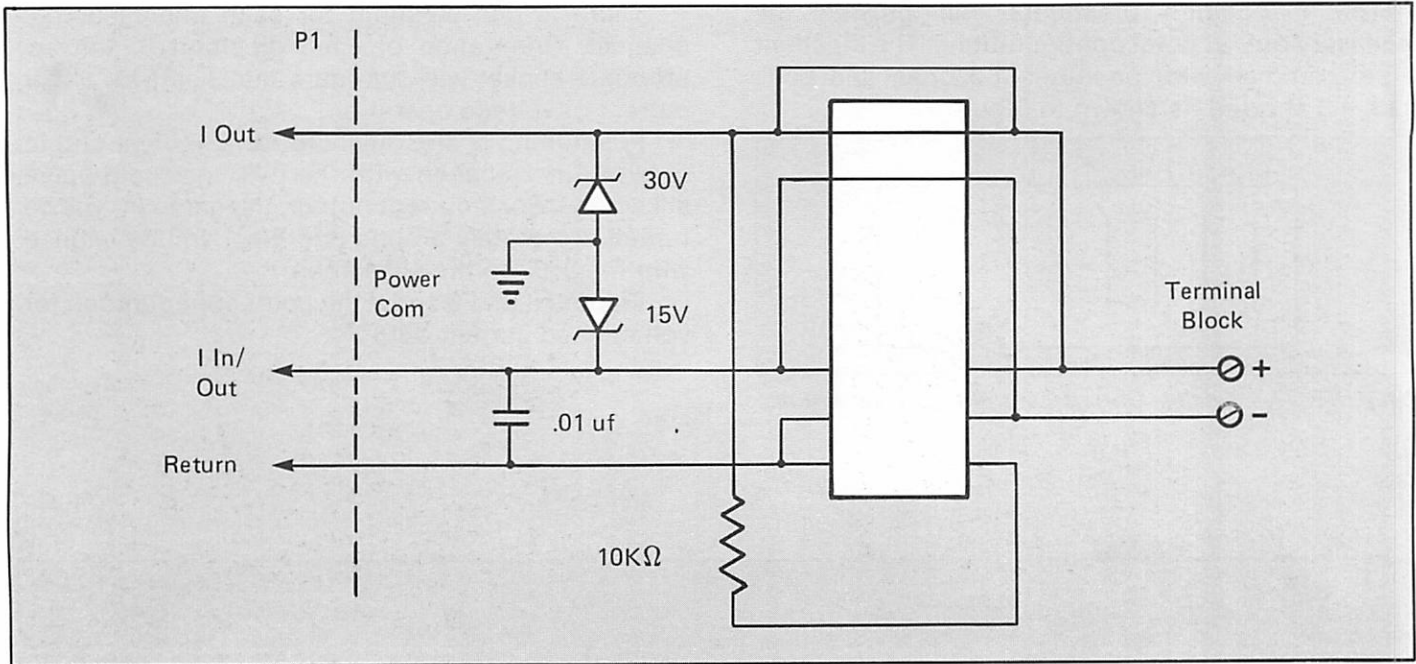 P1
I Out
30V
Power
Com
15V
Terminal
Block
I In/
Out
+
.01 uf
−
Return
10KΩ